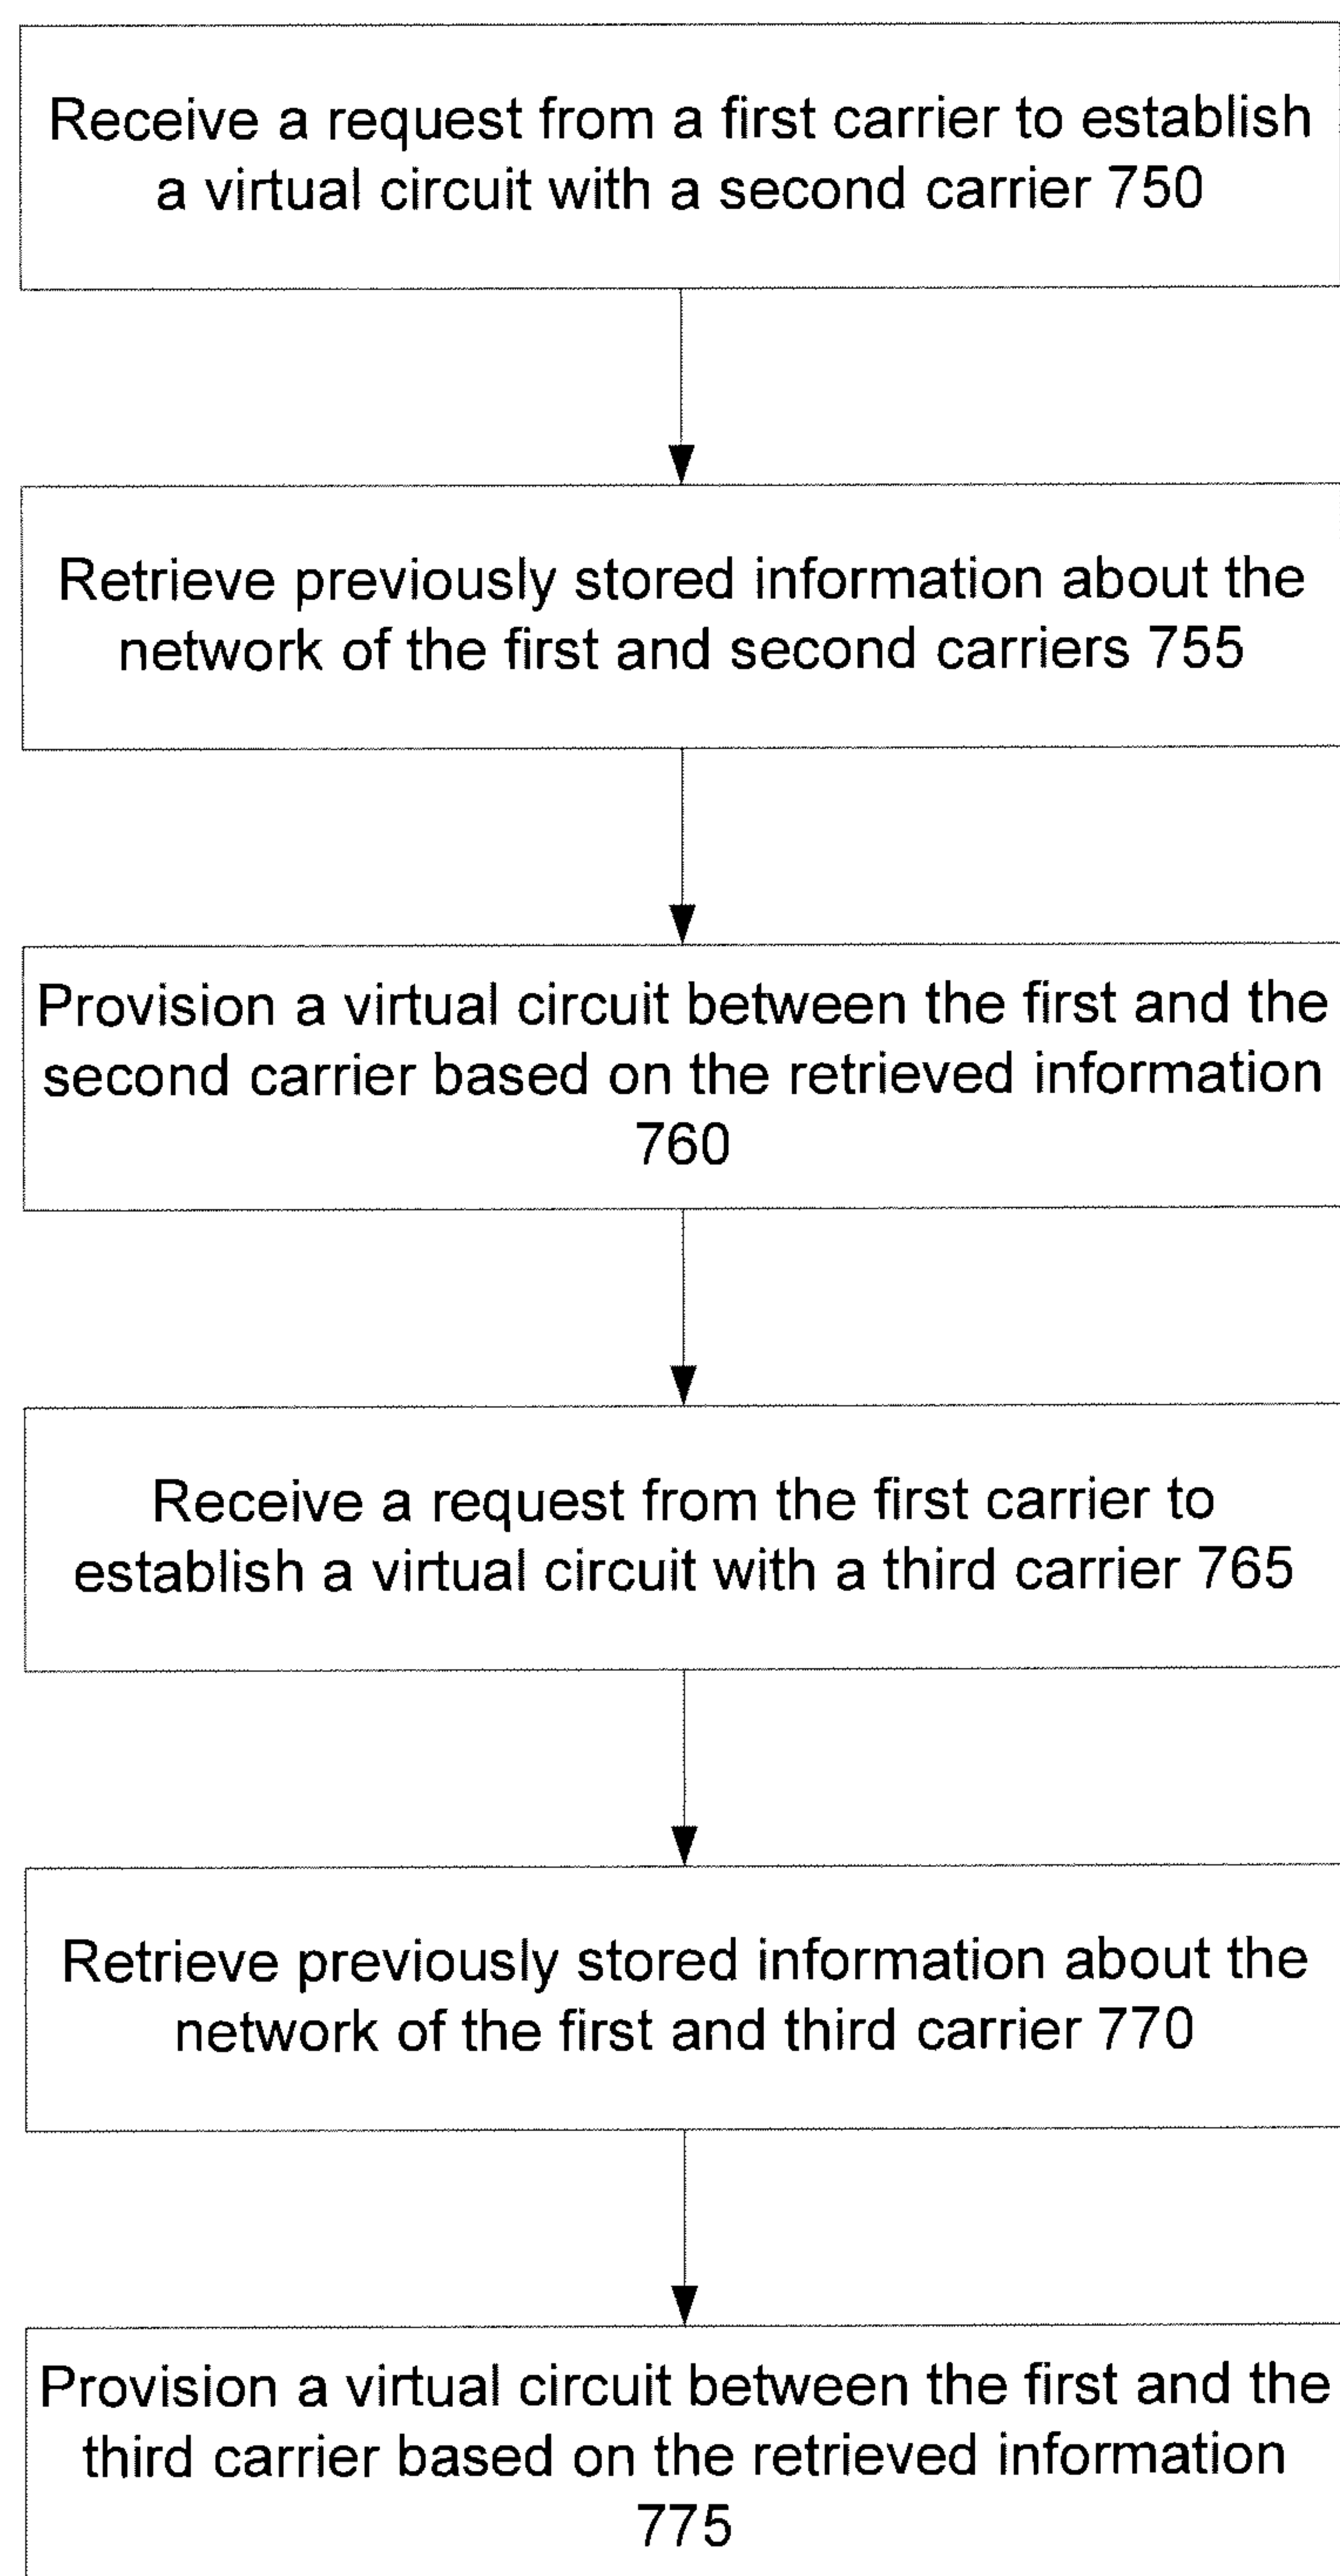 Receive a request from a first carrier to establish
a virtual circuit with a second carrier 750
Retrieve previously stored information about the
network of the first and second carriers 755
Provision a virtual circuit between the first and the
second carrier based on the retrieved information
760
Receive a request from the first carrier to
establish a virtual circuit with a third carrier 765
Retrieve previously stored information about the
network of the first and third carrier 770
Provision a virtual circuit between the first and the
third carrier based on the retrieved information
775